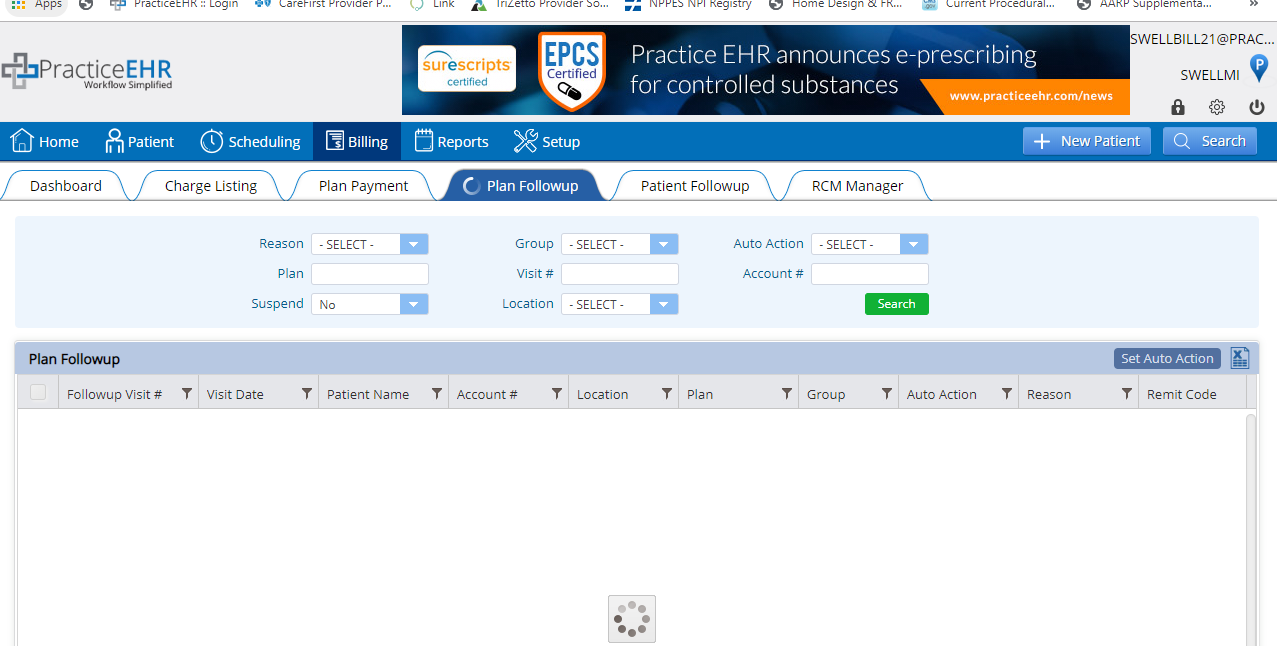 Apps PracticeEHR :: Login CareFirst Provider P... Link TriZetto Provider So... NPPES NPI Registry Home Design & FR... Current Procedural... AARP Supplementa... »
PracticeEHR
Workflow Simplified
surescripts
certified
EPCS
Certified
Practice EHR announces e-prescribing
for controlled substances
www.practiceehr.com/news
SWELLBILL21@PRAC...
SWELLMI
P
Home Patient Scheduling Billing Reports Setup New Patient Search
Dashboard Charge Listing Plan Payment Plan Followup Patient Followup RCM Manager
Reason - SELECT - Group - SELECT - Auto Action - SELECT -
Plan Visit # Account #
Suspend No Location - SELECT - Search
Plan Followup Set Auto Action
Followup Visit # Visit Date Patient Name Account # Location Plan Group Auto Action Reason Remit Code